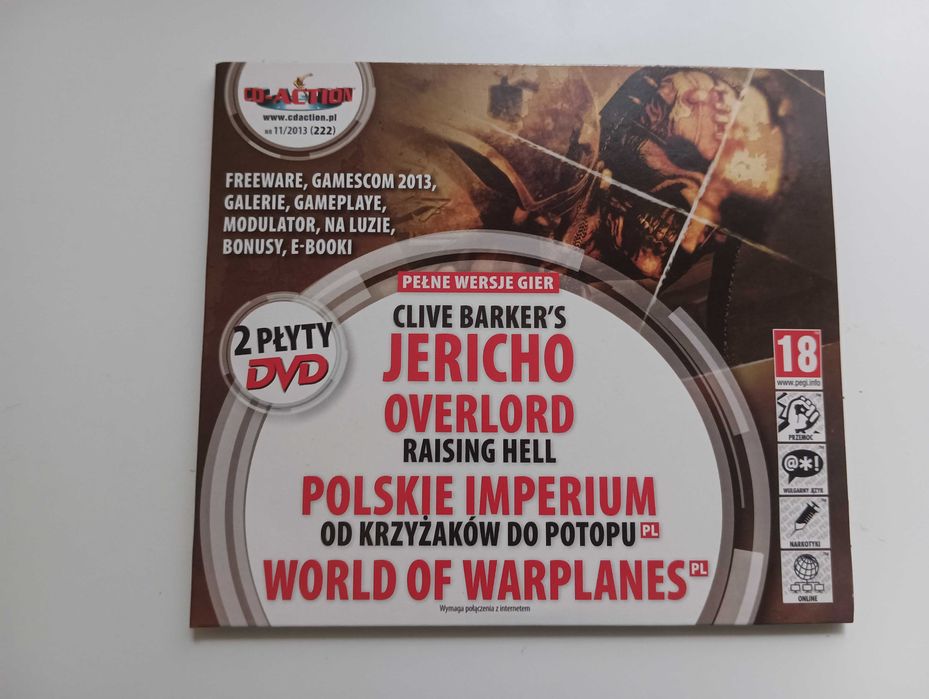 CD-ACTION
www.cdaction.pl
NR 11/2013 (222)
FREEWARE, GAMESCOM 2013,
GALERIE, GAMEPLAYE,
MODULATOR, NA LUZIE,
BONUSY, E-BOOKI
PEŁNE WERSJE GIER
2 PŁYTY
DVD
CLIVE BARKER'S
JERICHO
OVERLORD
RAISING HELL
POLSKIE IMPERIUM
OD KRZYŻAKÓW DO POTOPU PL
WORLD OF WARPLANES PL
Wymaga połączenia z internetem
18
www.pegi.info
PRZEMOC
@*!
WULGARNY JĘZYK
NARKOTYKI
ONLINE